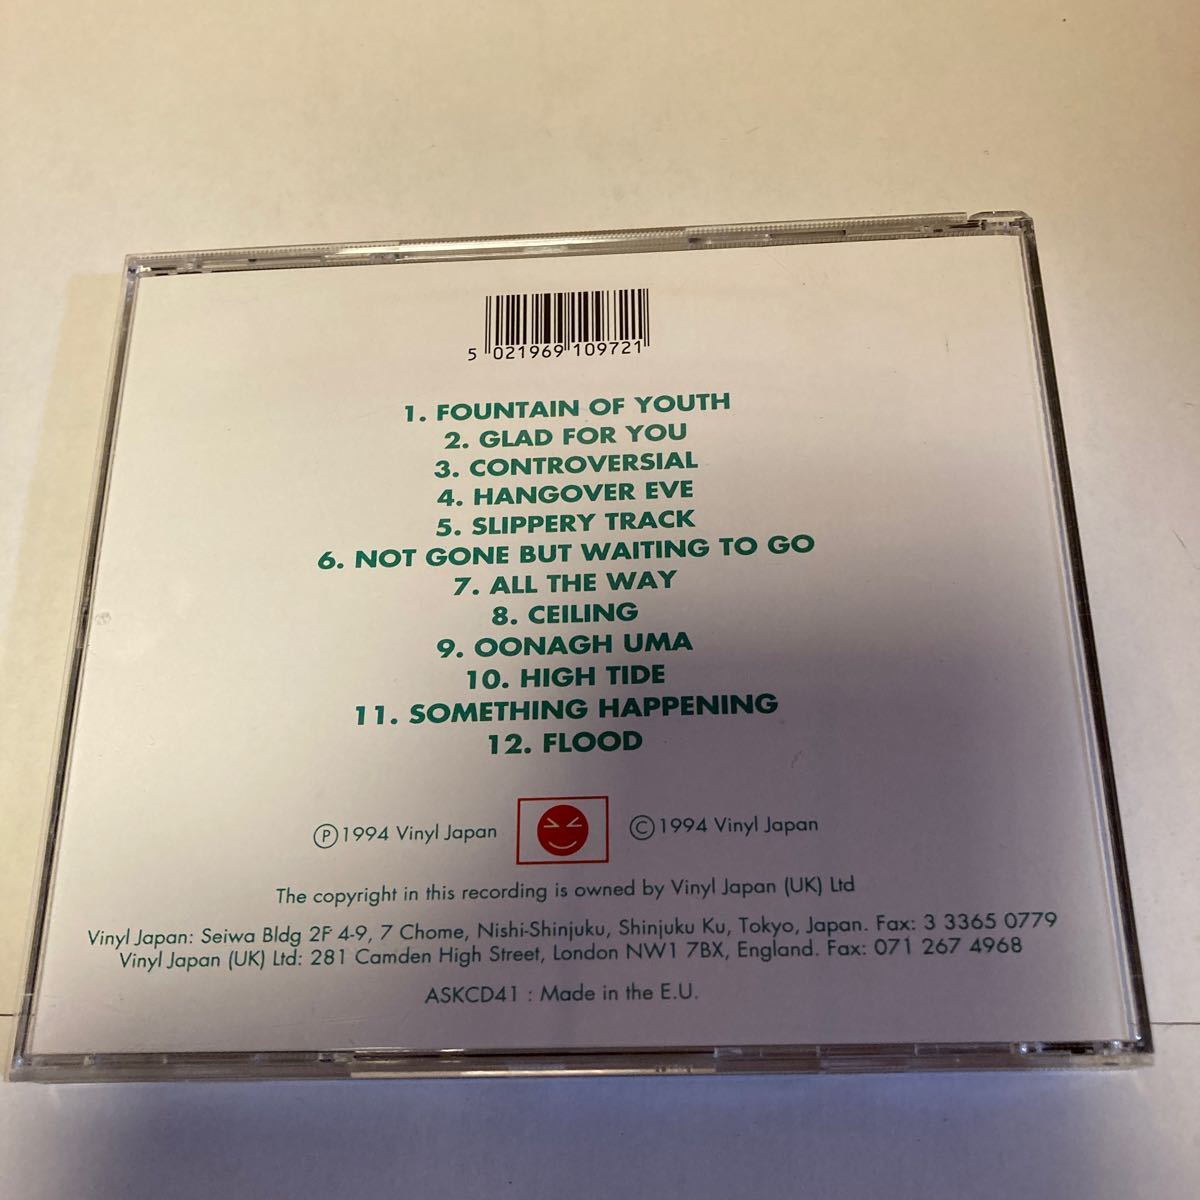 5 021969 109721
1. FOUNTAIN OF YOUTH
2. GLAD FOR YOU
3. CONTROVERSIAL
4. HANGOVER EVE
5. SLIPPERY TRACK
6. NOT GONE BUT WAITING TO GO
7. ALL THE WAY
8. CEILING
9. OONAGH UMA
10. HIGH TIDE
11. SOMETHING HAPPENING
12. FLOOD
Ⓟ 1994 Vinyl Japan
© 1994 Vinyl Japan
The copyright in this recording is owned by Vinyl Japan (UK) Ltd
Vinyl Japan: Seiwa Bldg 2F 4-9, 7 Chome, Nishi-Shinjuku, Shinjuku Ku, Tokyo, Japan. Fax: 3 3365 0779
Vinyl Japan (UK) Ltd: 281 Camden High Street, London NW1 7BX, England. Fax: 071 267 4968
ASKCD41 : Made in the E.U.